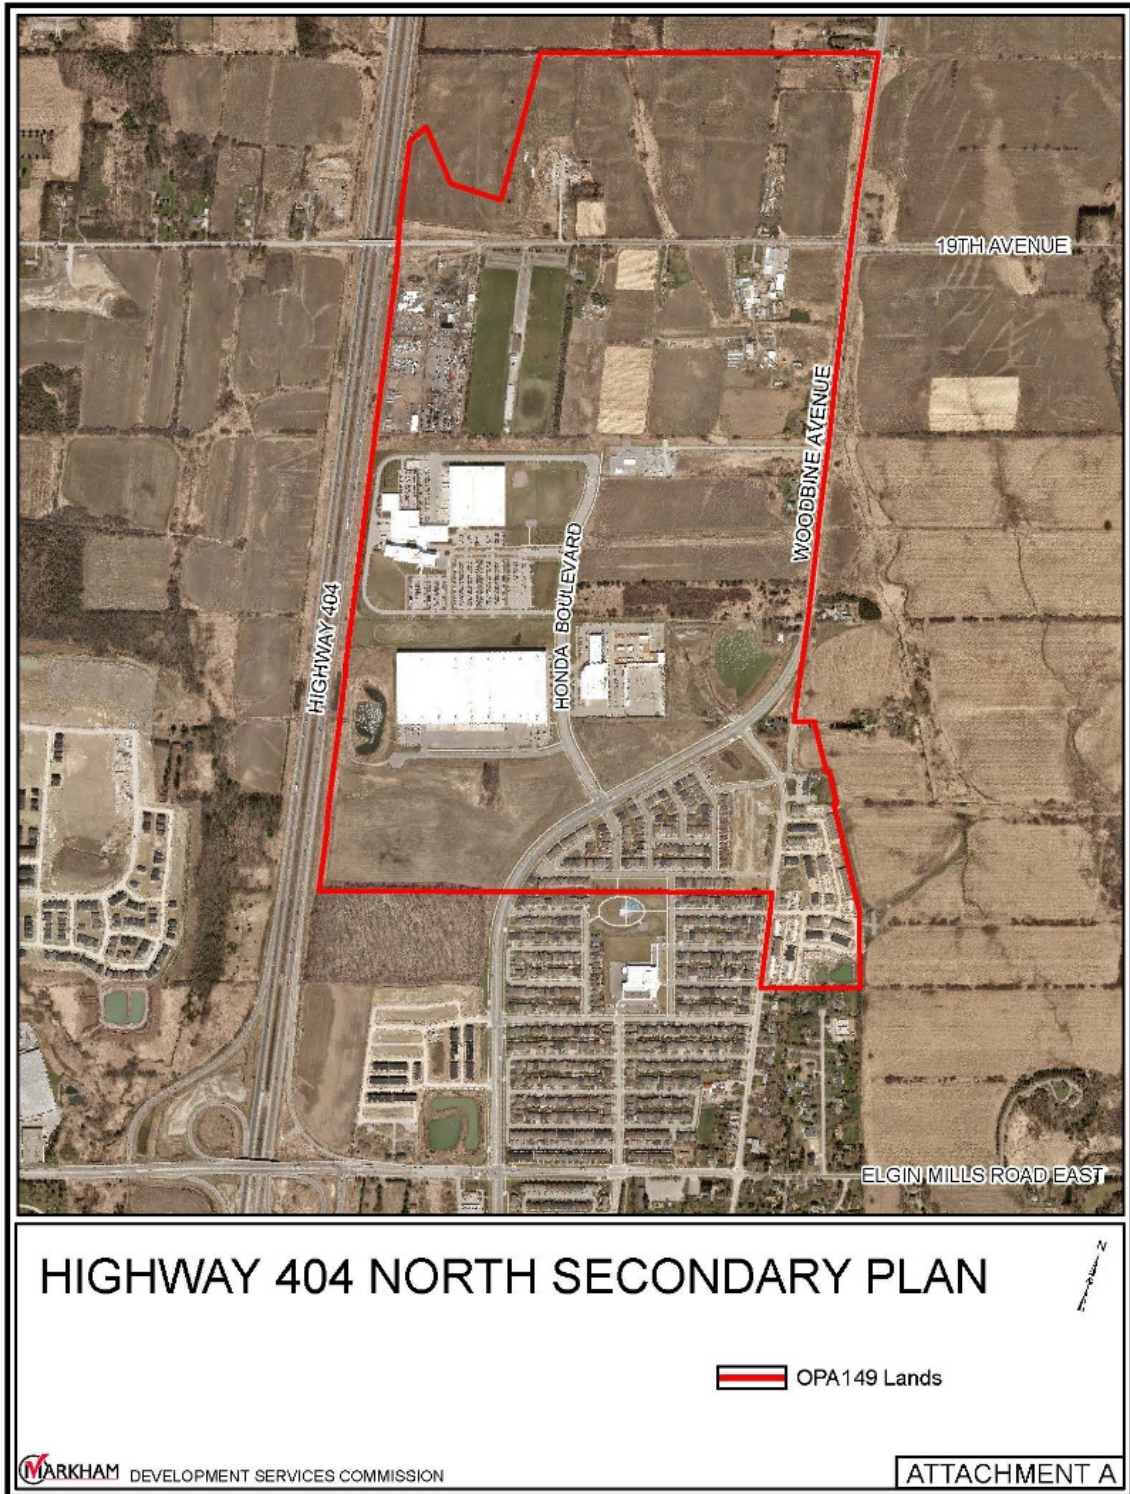 19TH AVENUE
WOODBINE AVENUE
HONDA BOULEVARD
HIGHWAY 404
ELGIN MILLS ROAD EAST
HIGHWAY 404 NORTH SECONDARY PLAN
N
OPA149 Lands
MARKHAM DEVELOPMENT SERVICES COMMISSION
ATTACHMENT A